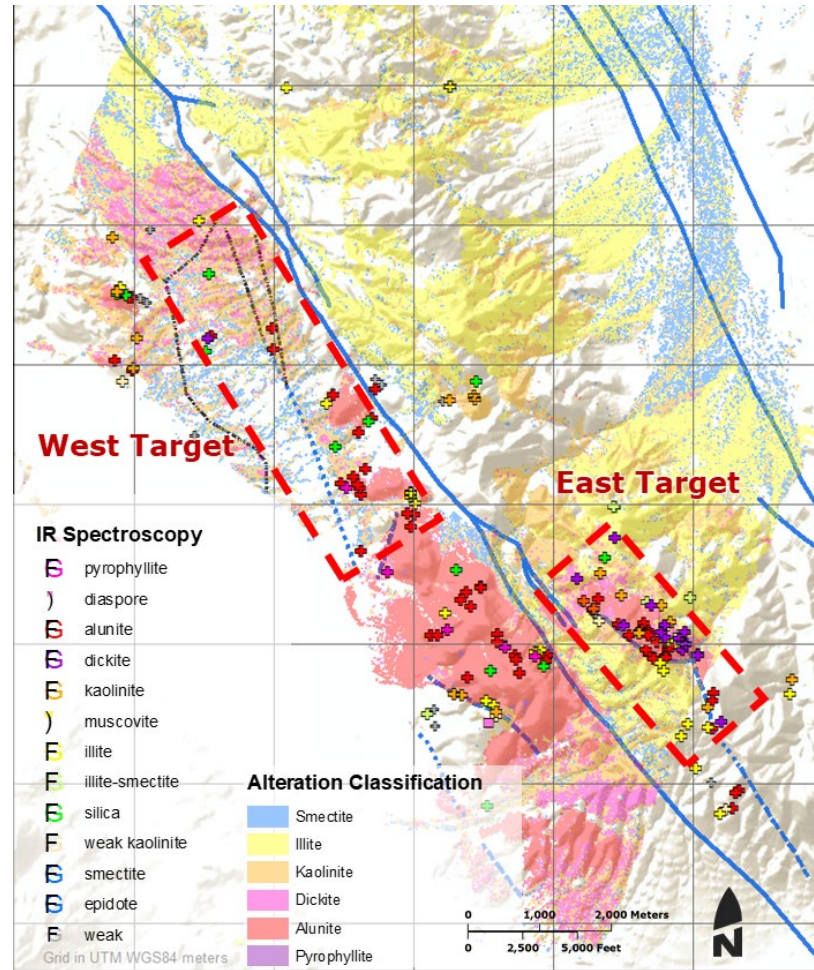 West Target
East Target
IR Spectroscopy
pyrophyllite
diaspore
alunite
dickite
kaolinite
muscovite
illite
illite-smectite
silica
weak kaolinite
smectite
epidote
weak
Grid in UTM WGS84 meters
Alteration Classification
Smectite
Illite
Kaolinite
Dickite
Alunite
Pyrophyllite
0 1,000 2,000 Meters
0 2,500 5,000 Feet
N